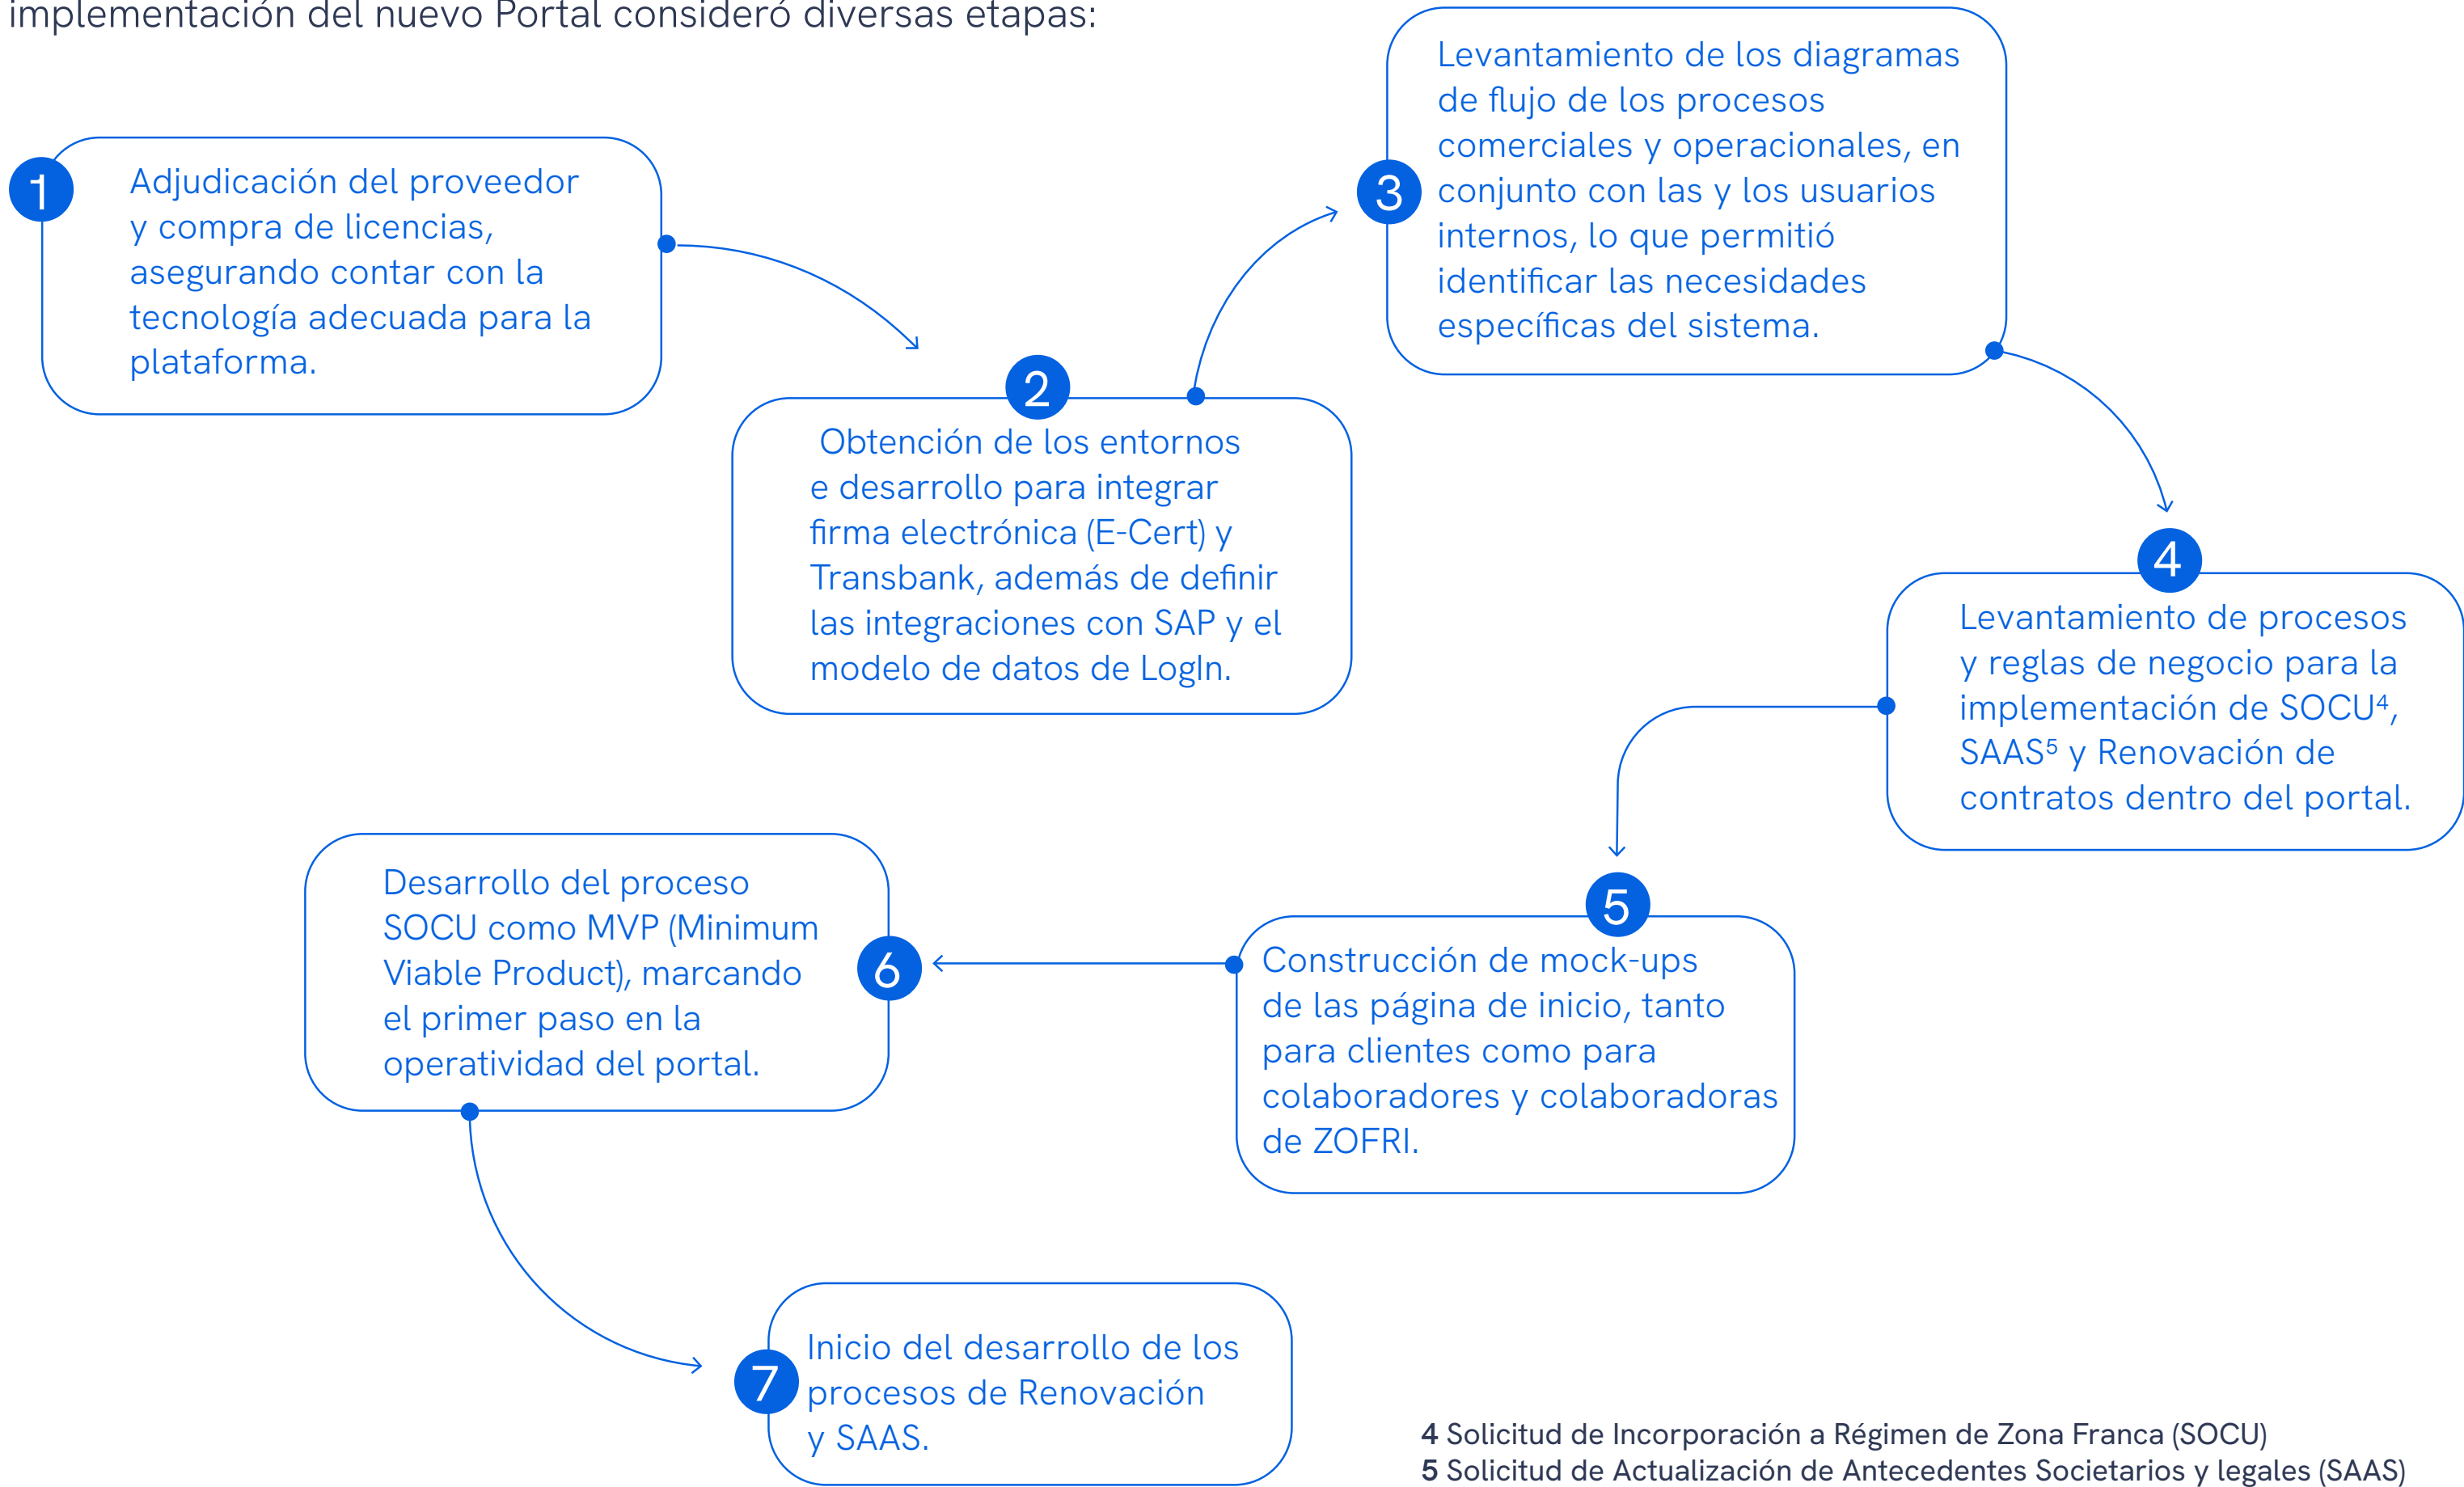 implementación del nuevo Portal consideró diversas etapas:
1
Adjudicación del proveedor
y compra de licencias,
asegurando contar con la
tecnología adecuada para la
plataforma.
2
Obtención de los entornos
e desarrollo para integrar
firma electrónica (E-Cert) y
Transbank, además de definir
las integraciones con SAP y el
modelo de datos de LogIn.
3
Levantamiento de los diagramas
de flujo de los procesos
comerciales y operacionales, en
conjunto con las y los usuarios
internos, lo que permitió
identificar las necesidades
específicas del sistema.
4
Levantamiento de procesos
y reglas de negocio para la
implementación de SOCU⁴,
SAAS⁵ y Renovación de
contratos dentro del portal.
5
Construcción de mock-ups
de las página de inicio, tanto
para clientes como para
colaboradores y colaboradoras
de ZOFRI.
6
Desarrollo del proceso
SOCU como MVP (Minimum
Viable Product), marcando
el primer paso en la
operatividad del portal.
7
Inicio del desarrollo de los
procesos de Renovación
y SAAS.
4 Solicitud de Incorporación a Régimen de Zona Franca (SOCU)
5 Solicitud de Actualización de Antecedentes Societarios y legales (SAAS)